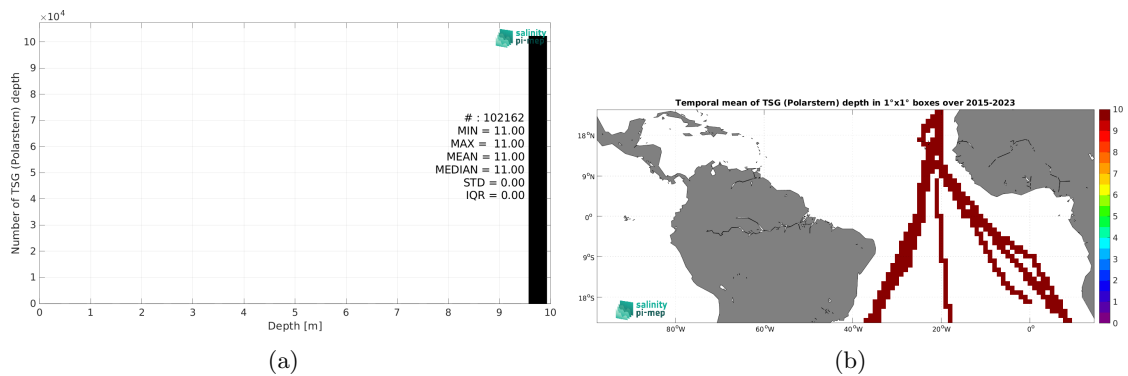 ×10⁴
10
9
8
7
6
5
4
3
2
1
0
Number of TSG (Polarstern) depth
salinity
pi-mep
# : 102162
MIN = 11.00
MAX = 11.00
MEAN = 11.00
MEDIAN = 11.00
STD = 0.00
IQR = 0.00
0 1 2 3 4 5 6 7 8 9 10
Depth [m]
(a)
Temporal mean of TSG (Polarstern) depth in 1°x1° boxes over 2015-2023
18°N
9°N
0°
9°S
18°S
salinity
pi-mep
80°W 60°W 40°W 20°W 0°
10
9
8
7
6
5
4
3
2
1
0
(b)